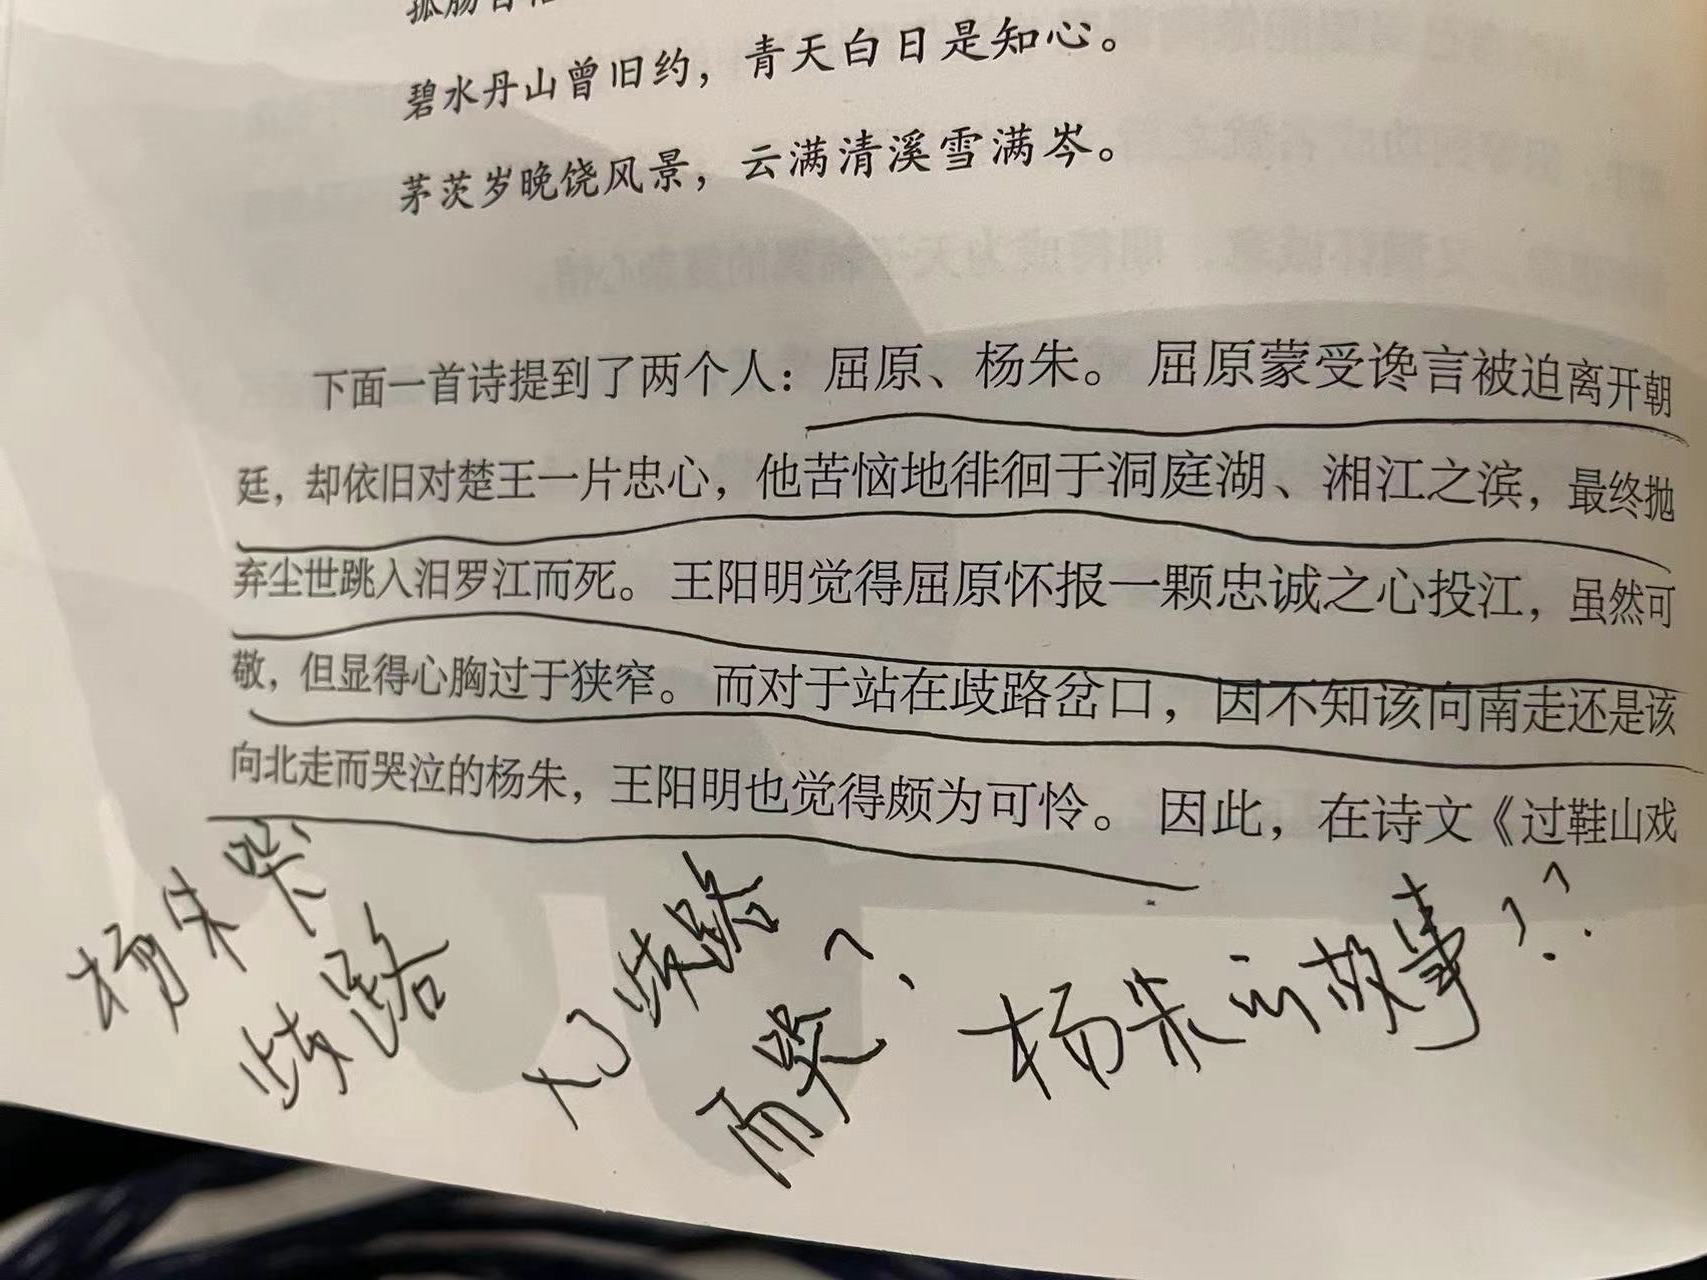 碧水丹山曾旧约，青天白日是知心。
茅茨岁晚饶风景，云满清溪雪满岑。
下面一首诗提到了两个人：屈原、杨朱。屈原蒙受谗言被迫离开朝
廷，却依旧对楚王一片忠心，他苦恼地徘徊于洞庭湖、湘江之滨，最终抛
弃尘世跳入汨罗江而死。王阳明觉得屈原怀报一颗忠诚之心投江，虽然可
敬，但显得心胸过于狭窄。而对于站在歧路岔口，因不知该向南走还是该
向北走而哭泣的杨朱，王阳明也觉得颇为可怜。因此，在诗文《过鞋山戏
杨朱哭
歧路
为歧路
而哭？
杨朱的故事？？